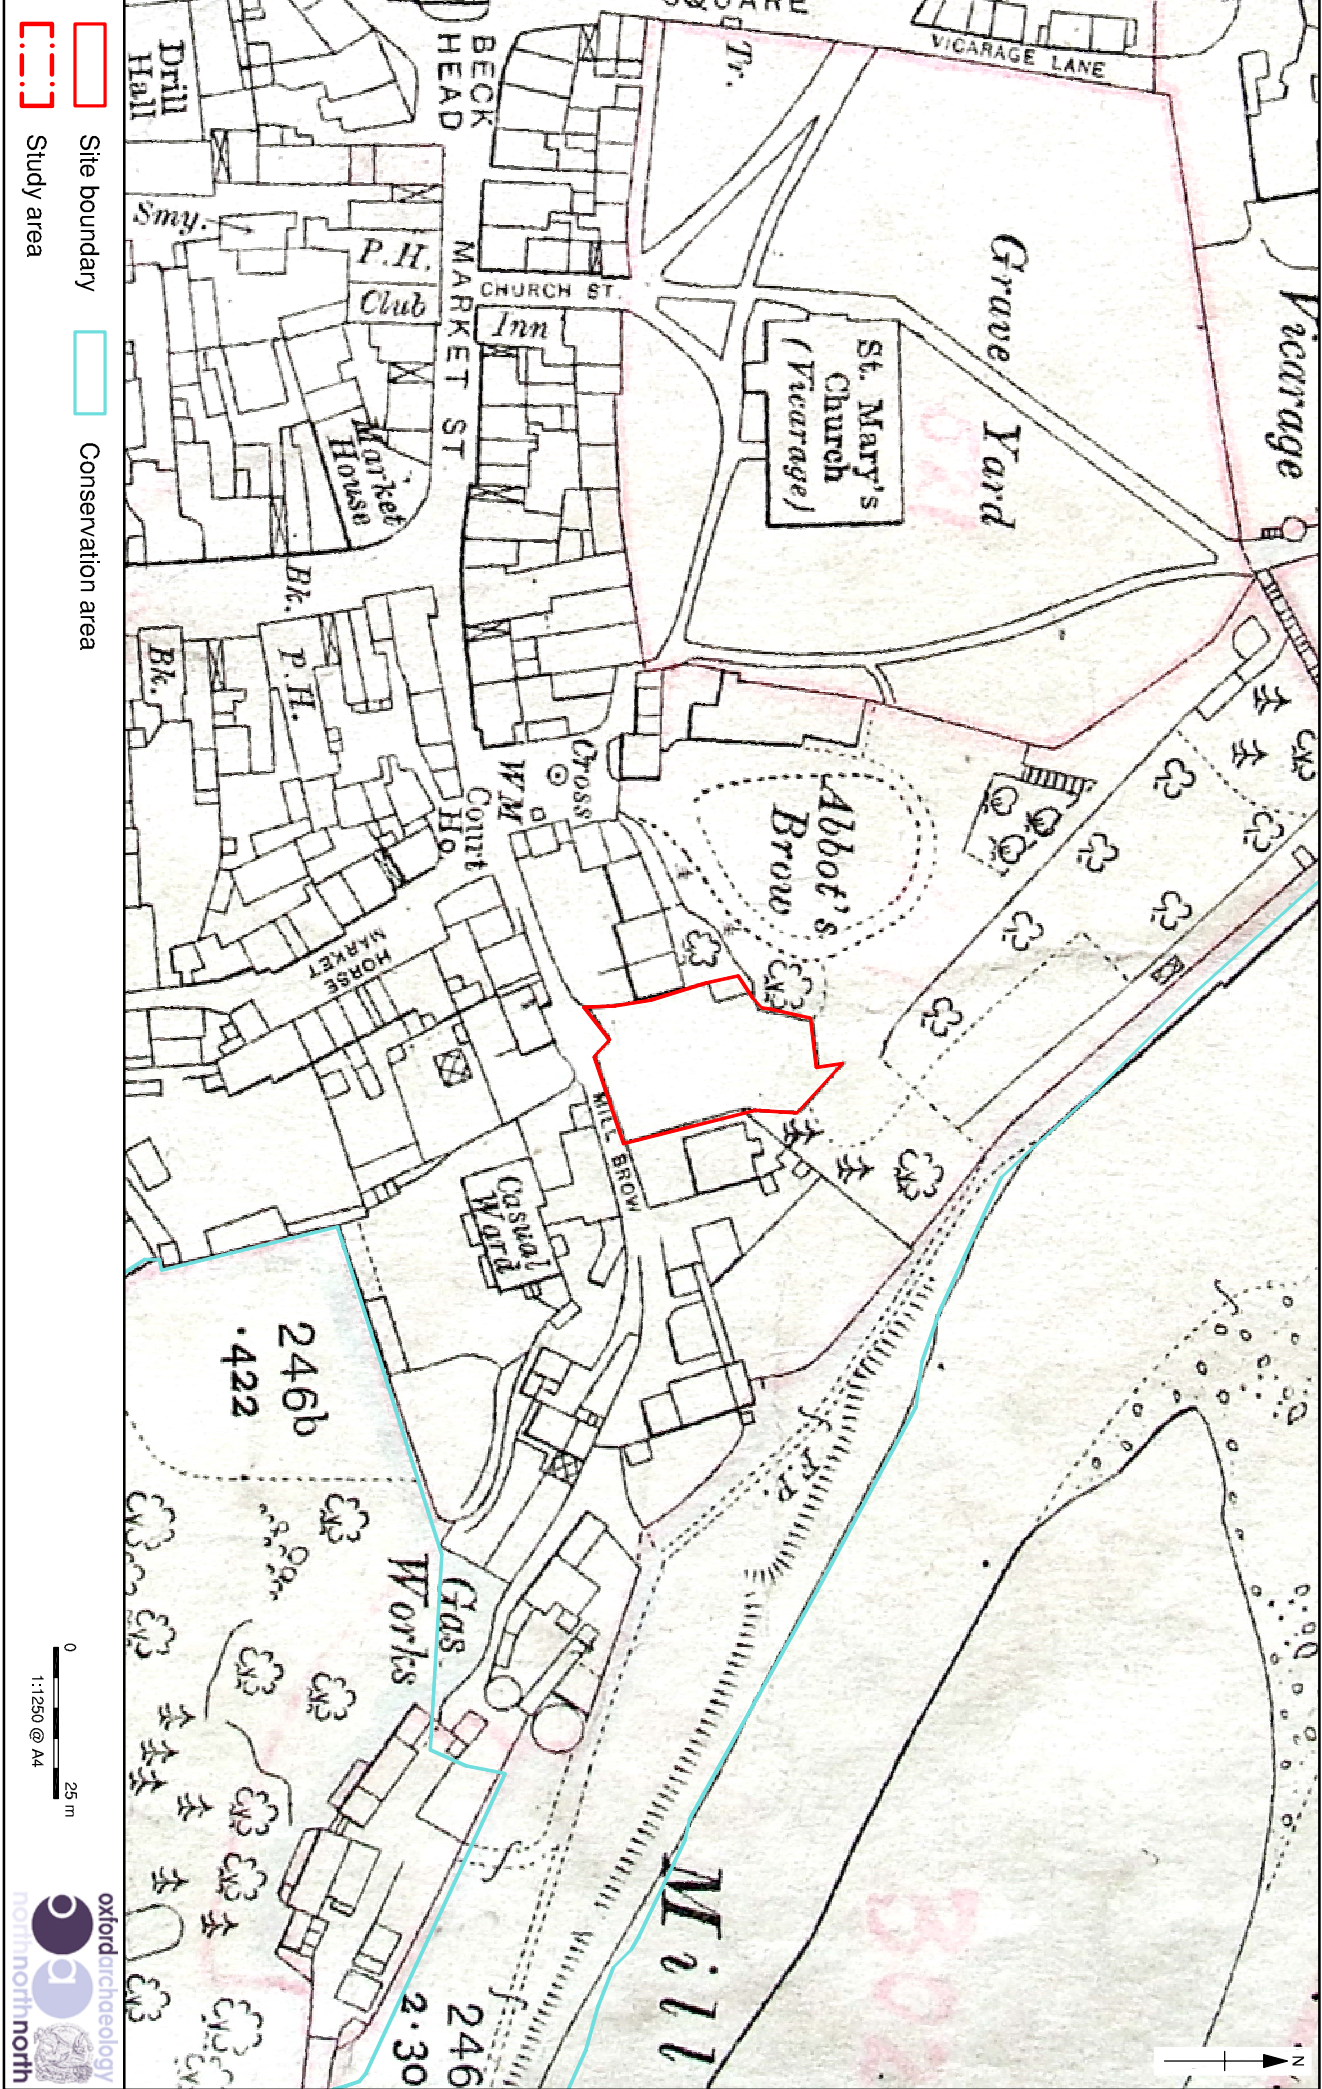 SQUARE
VICARAGE LANE
Tr.
Vicarage
Grave Yard
St. Mary's
Church
(Vicarage)
BECK
HEAD
Drill
Hall
MARKET ST.
CHURCH ST.
Smy.
P.H.
Club
Inn
Market
House
Bk.
P.H.
Bk.
Cross
W M
Court
Ho.
Abbot's
Brow
HORSE
MARKET
MILL BROW
Casual
Ward
246b
.422
F.P.
Gas
Works
Mill
246
2.30
Site boundary
Study area
Conservation area
0 25 m
1:1250 @ A4
N
oxfordarchaeology
northnorthnorth